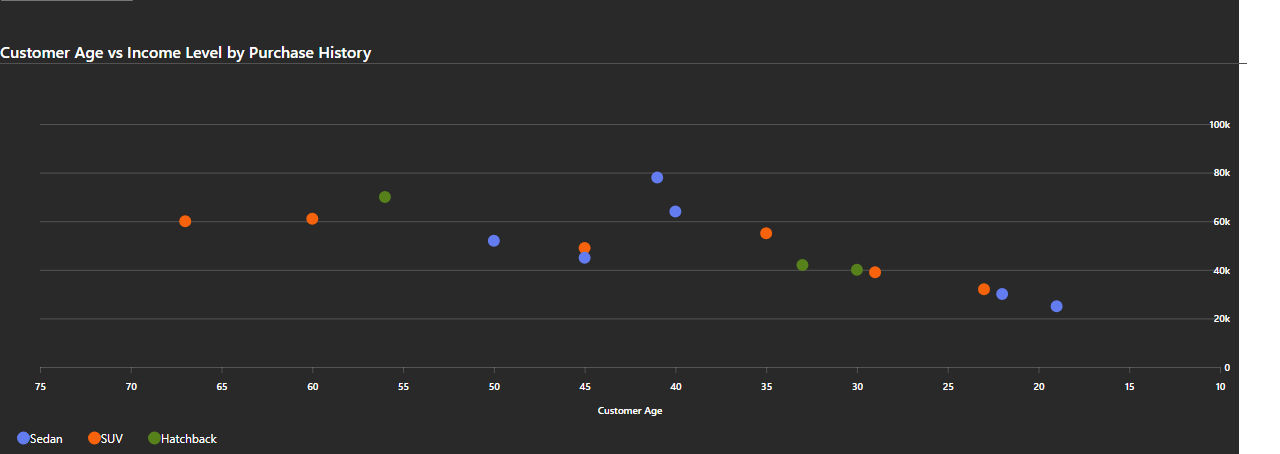 Customer Age vs Income Level by Purchase History
100k
80k
60k
40k
20k
0
75 70 65 60 55 50 45 40 35 30 25 20 15 10
Customer Age
Sedan SUV Hatchback